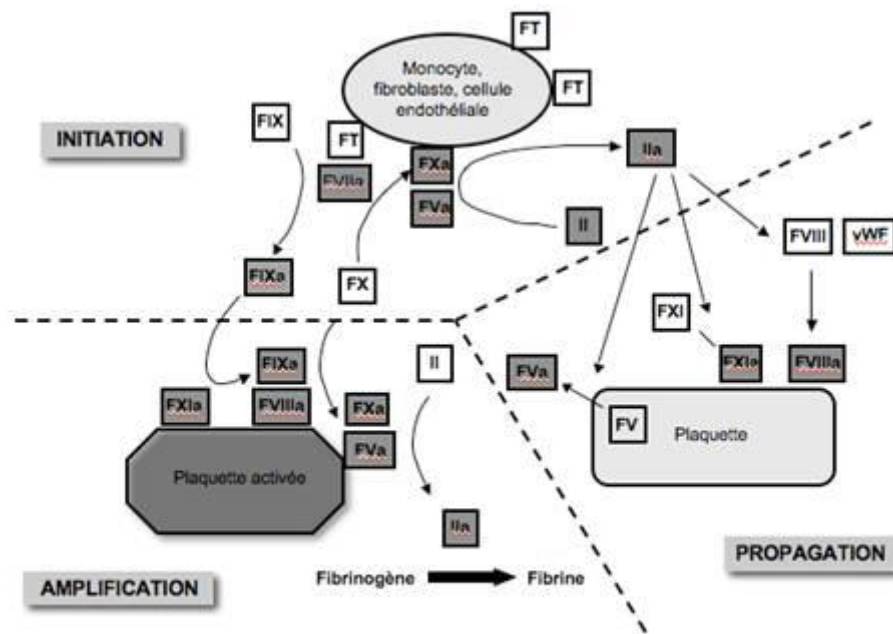 FT
Monocyte,
fibroblaste, cellule
endothéliale
FT
FIX
FT
INITIATION
IIa
FXa
FVIIa
FVa
II
FVIII
vWF
FIXa
FX
FXI
II
FIXa
FVa
FXIa
FVIIIa
FXIa
FVIIIa
FXa
FV
Plaquette
FVa
Plaquette activée
IIa
PROPAGATION
Fibrinogène
Fibrine
AMPLIFICATION